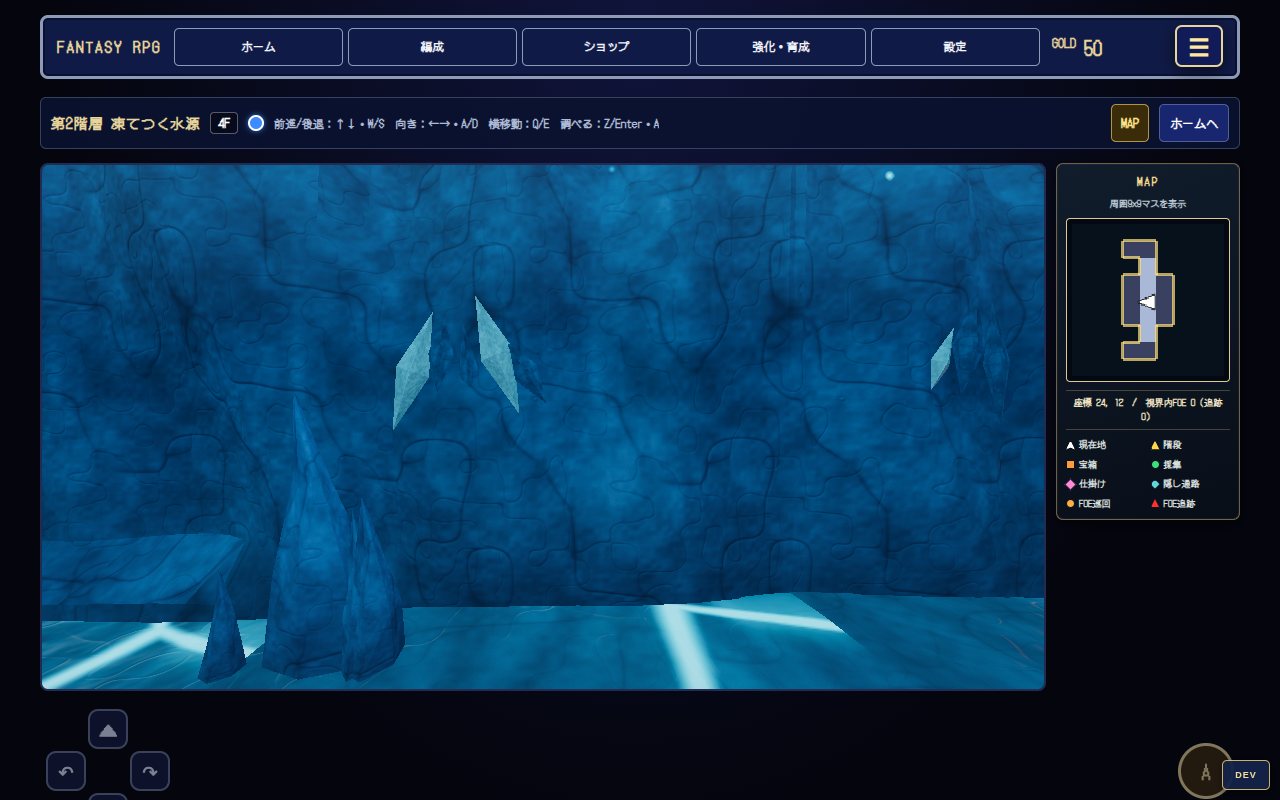 FANTASY RPG
ホーム
編成
ショップ
強化・育成
設定
GOLD 50
第2階層 凍てつく水源
4F
前進/後退：↑↓・W/S 向き：←→・A/D 横移動：Q/E 調べる：Z/Enter・A
MAP
ホームへ
MAP
周囲9x9マスを表示
座標 24, 12 / 視界内FOE 0（追跡
0）
現在地
階段
宝箱
採集
仕掛け
隠し通路
FOE巡回
FOE追跡
A
DEV